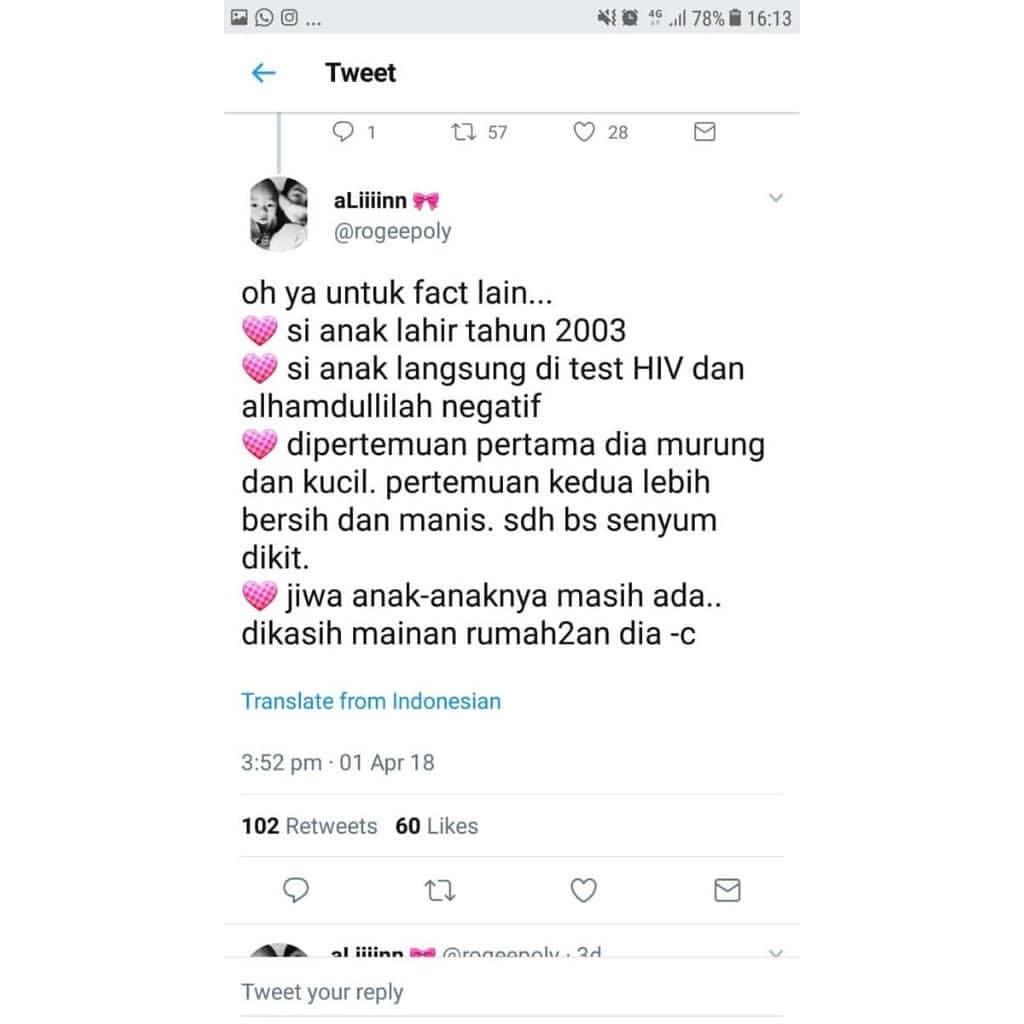 ...
4G 78% 16:13
Tweet
1 57 28
aLiiiinn
@rogeepoly
oh ya untuk fact lain...
si anak lahir tahun 2003
si anak langsung di test HIV dan
alhamdullilah negatif
dipertemuan pertama dia murung
dan kucil. pertemuan kedua lebih
bersih dan manis. sdh bs senyum
dikit.
jiwa anak-anaknya masih ada..
dikasih mainan rumah2an dia -c
Translate from Indonesian
3:52 pm · 01 Apr 18
102 Retweets 60 Likes
aLiiiinn @rogeepoly · 3d
Tweet your reply